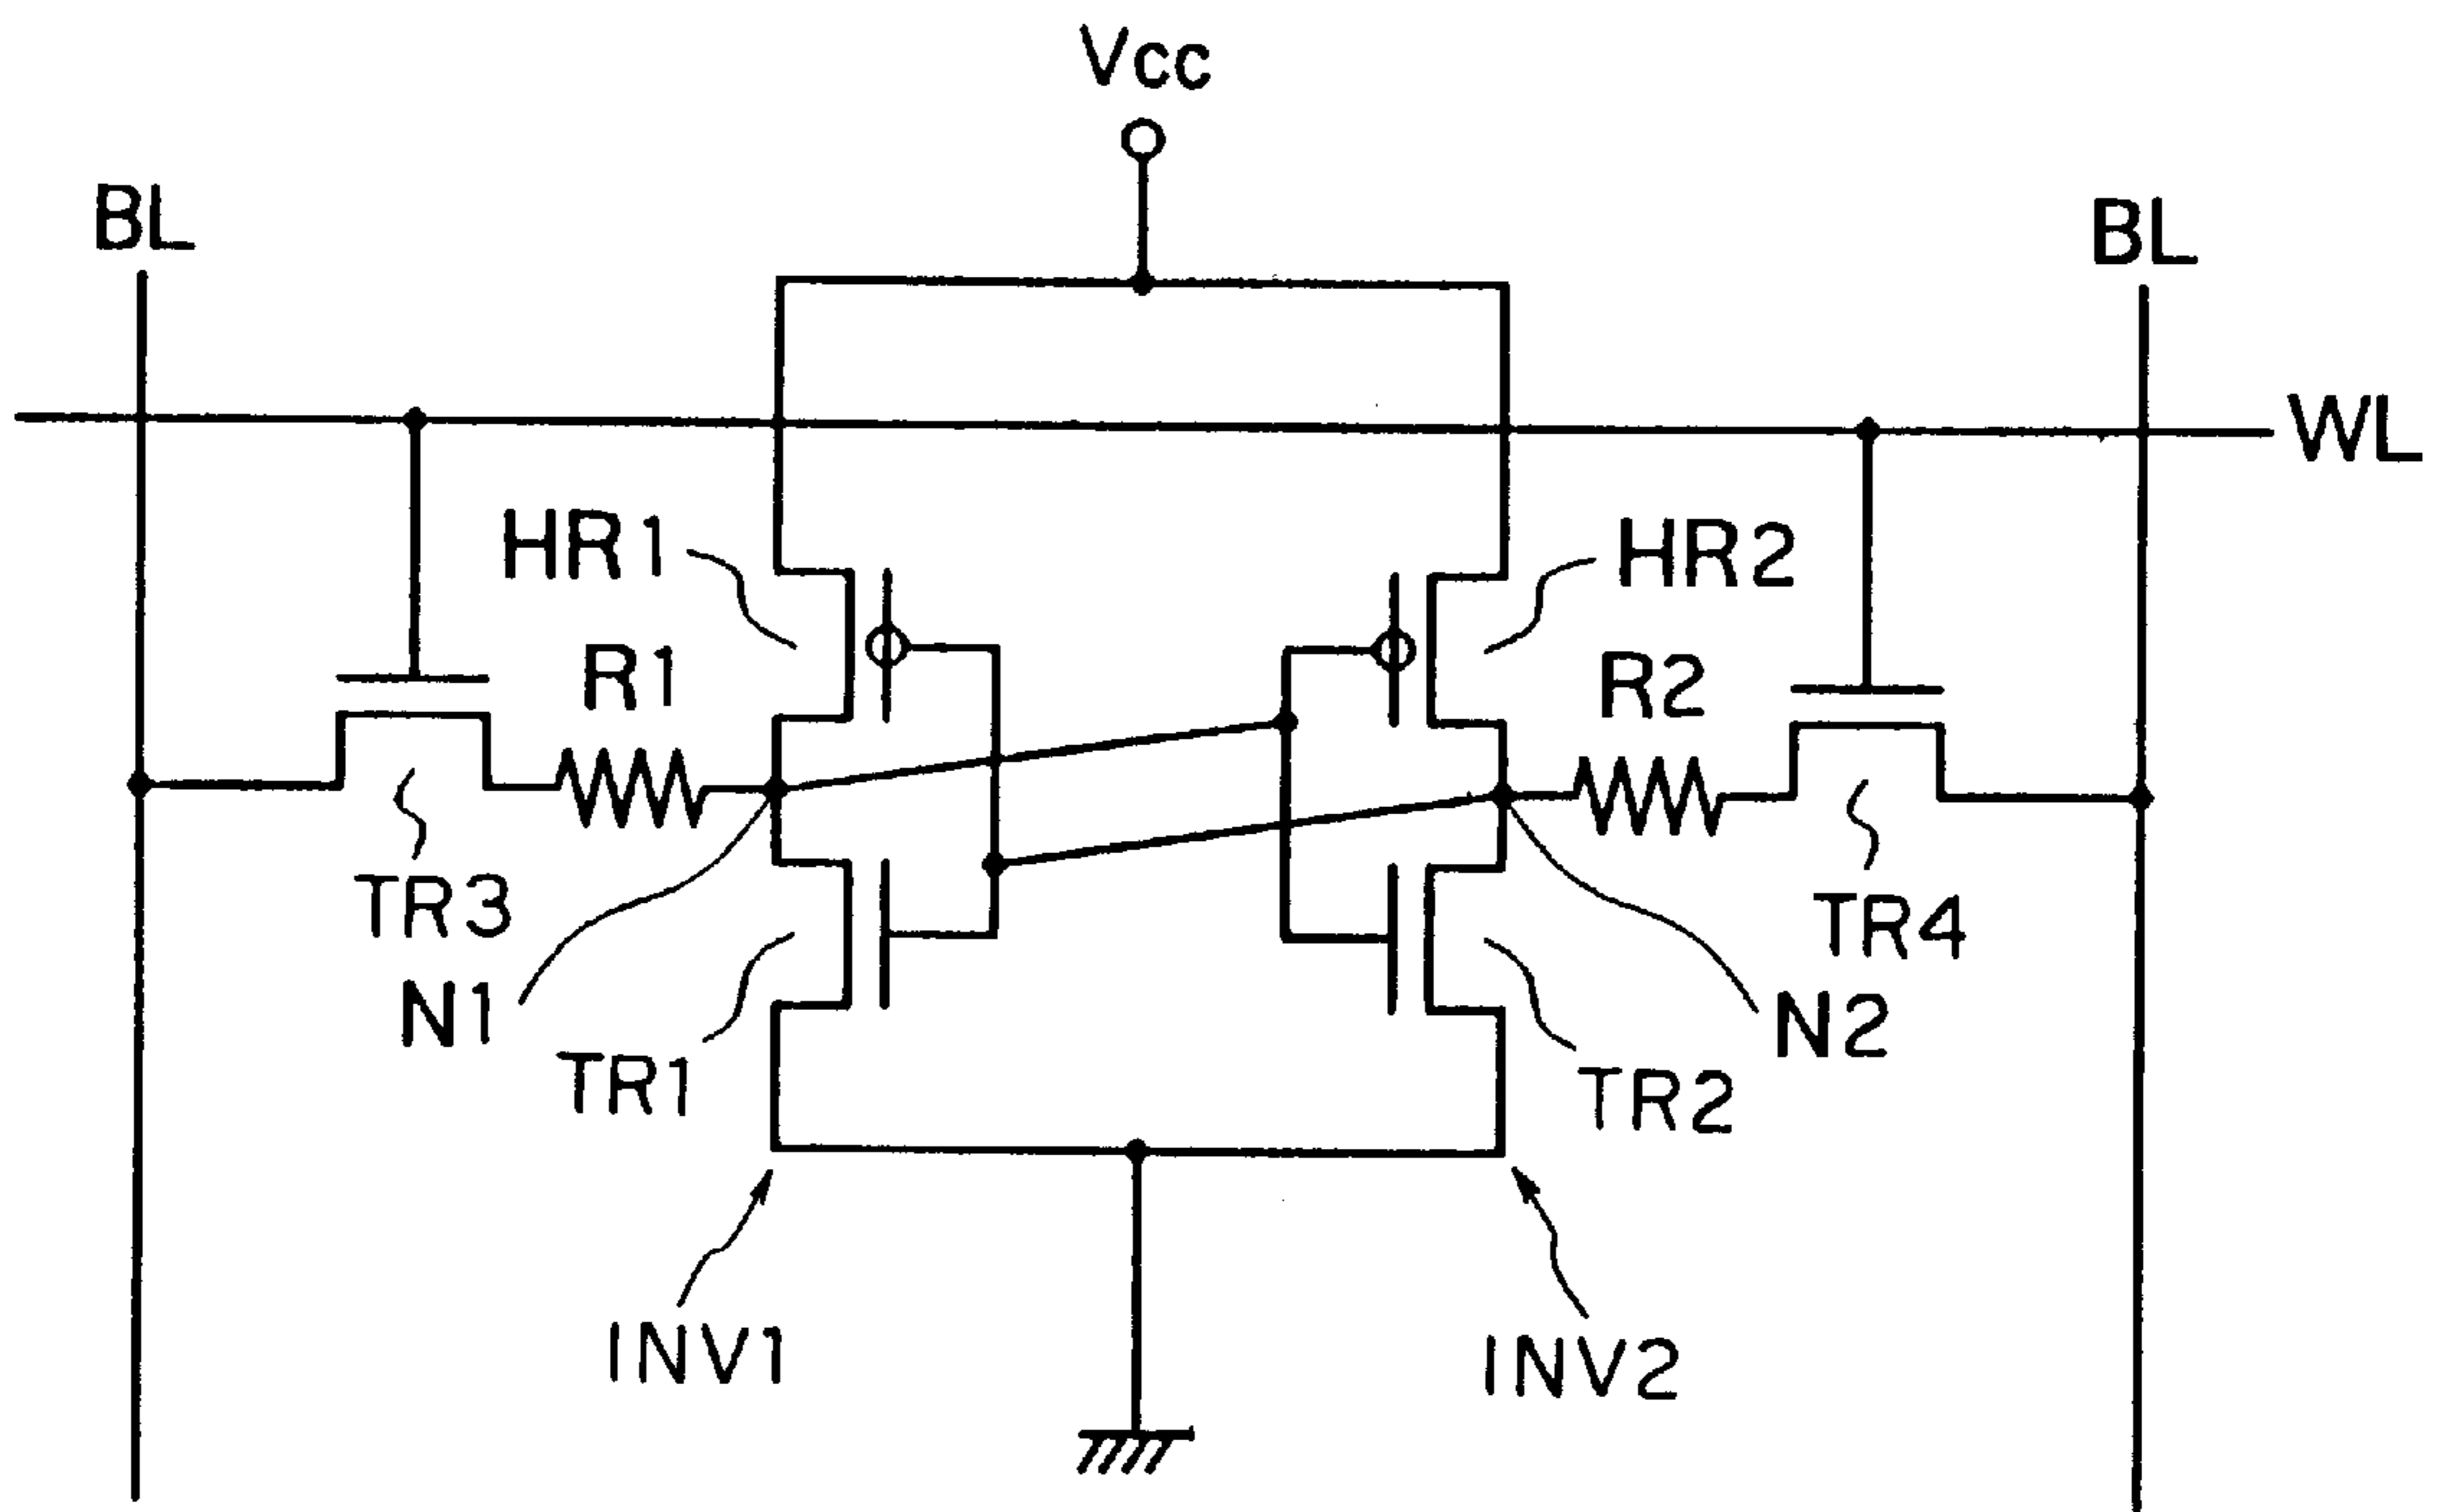 Vcc
BL
BL
WL
HR1
HR2
R1
R2
TR3
TR4
N1
N2
TR1
TR2
INV1
INV2